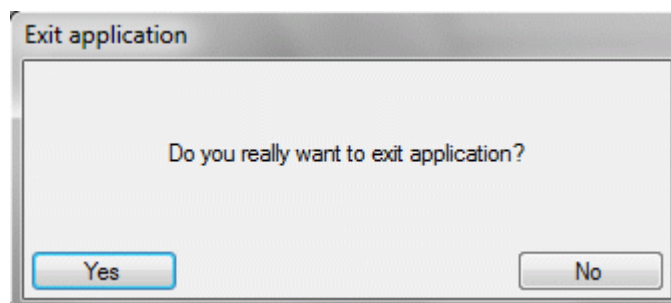 Exit application
Do you really want to exit application?
Yes
No